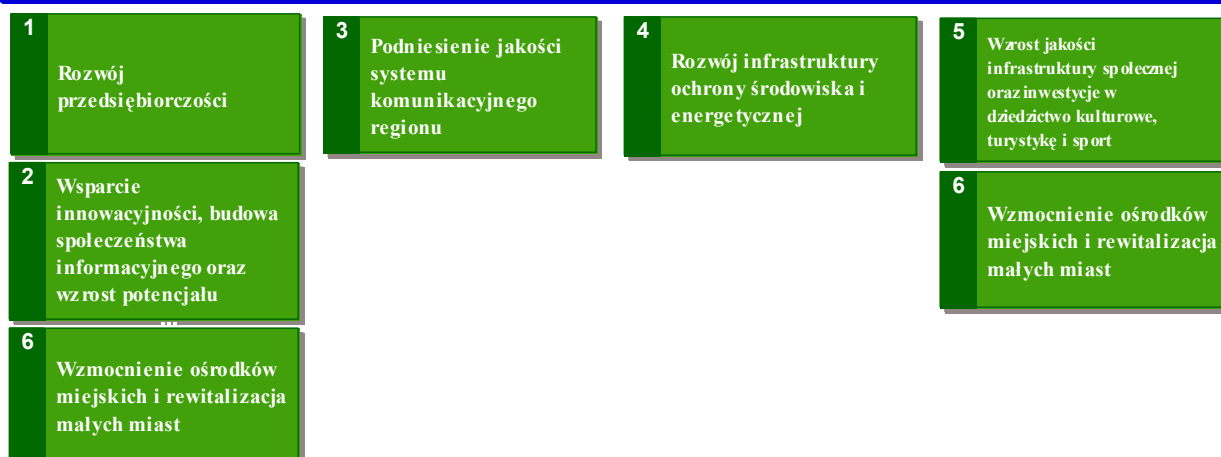 1
Rozwój
przedsiębiorczości
2
Wsparcie
innowacyjności, budowa
społeczeństwa
informacyjnego oraz
wzrost potencjału
...
6
Wzmocnienie ośrodków
miejskich i rewitalizacja
małych miast
3
Podniesienie jakości
systemu
komunikacyjnego
regionu
4
Rozwój infrastruktury
ochrony środowiska i
energetycznej
5
Wzrost jakości
infrastruktury społecznej
oraz inwestycje w
dziedzictwo kulturowe,
turystykę i sport
6
Wzmocnienie ośrodków
miejskich i rewitalizacja
małych miast